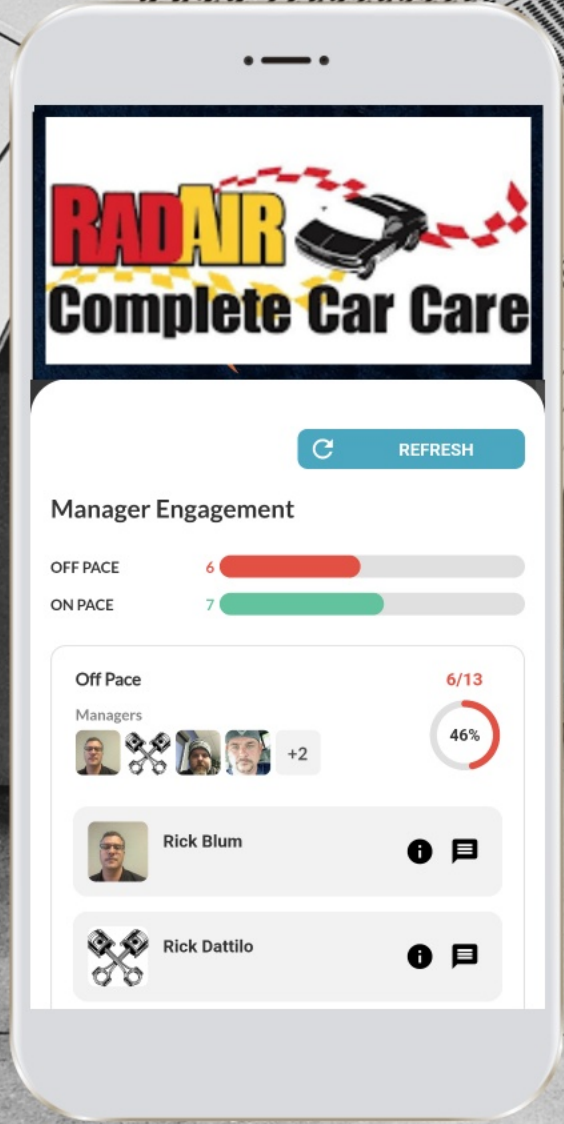 RADAIR
Complete Car Care
REFRESH
Manager Engagement
OFF PACE 6
ON PACE 7
Off Pace 6/13
Managers
+2
46%
Rick Blum
Rick Dattilo